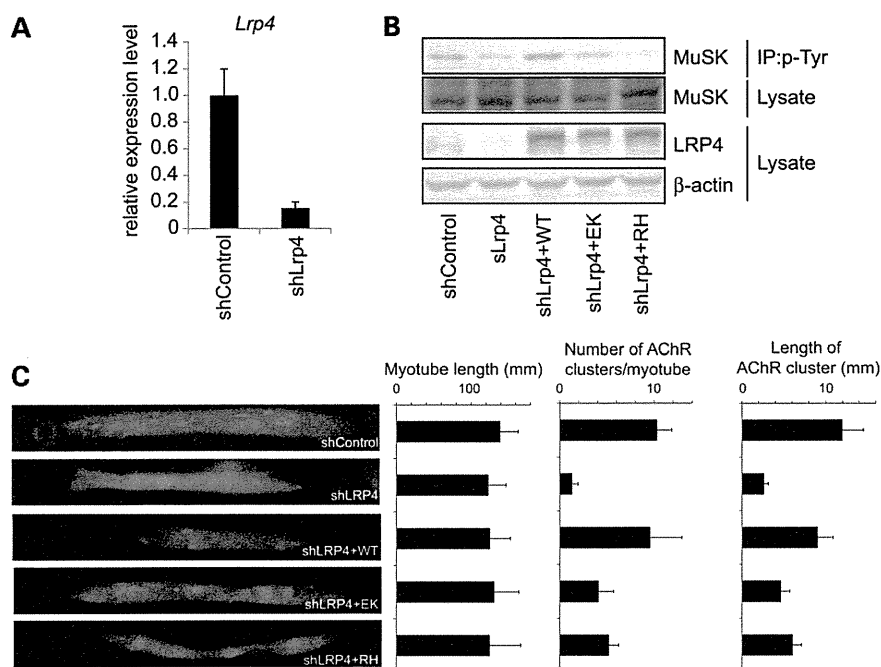 A
Lrp4
relative expression level
1.4
1.2
1.0
0.8
0.6
0.4
0.2
0
shControl
shLrp4
B
MuSK
IP:p-Tyr
MuSK
Lysate
LRP4
Lysate
β-actin
shControl
sLrp4
shLrp4+WT
shLrp4+EK
shLrp4+RH
C
Myotube length (mm)
0
100
Number of AChR
clusters/myotube
0
10
Length of
AChR cluster (mm)
0
10
shControl
shLRP4
shLRP4+WT
shLRP4+EK
shLRP4+RH